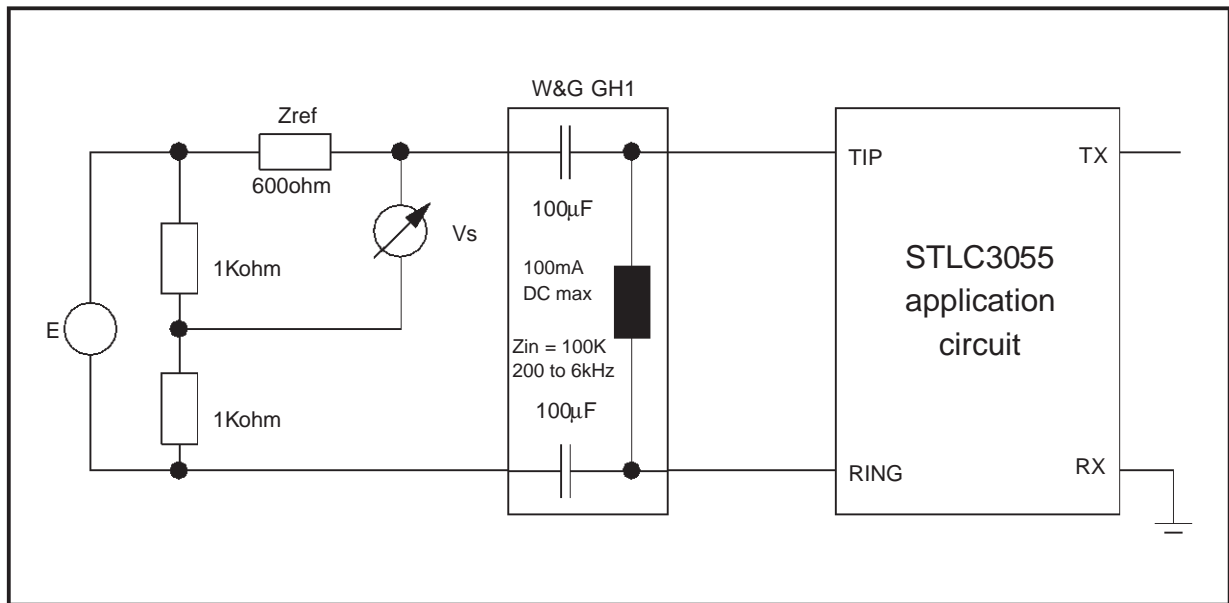 W&G GH1
Zref
600ohm
TIP
TX
100µF
Vs
1Kohm
100mA
DC max
STLC3055
application
circuit
E
Zin = 100K
200 to 6kHz
1Kohm
100µF
RING
RX